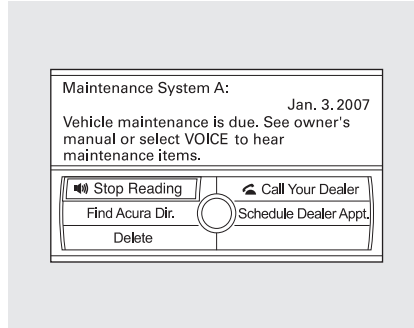 Maintenance System A:
Jan. 3. 2007
Vehicle maintenance is due. See owner's
manual or select VOICE to hear
maintenance items.
Stop Reading
Call Your Dealer
Find Acura Dir.
Schedule Dealer Appt.
Delete